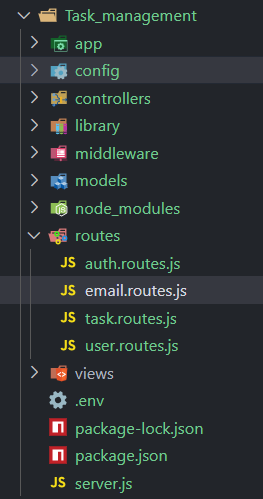 Task_management
app
config
controllers
library
middleware
models
node_modules
routes
JS auth.routes.js
JS email.routes.js
JS task.routes.js
JS user.routes.js
views
.env
package-lock.json
package.json
JS server.js